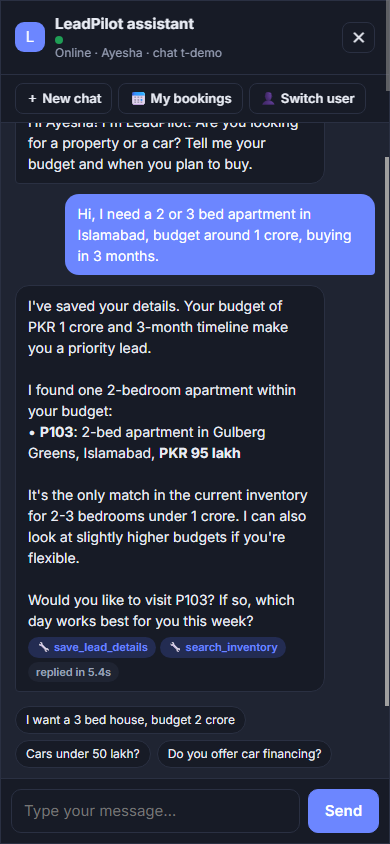 L
LeadPilot assistant
Online · Ayesha · chat t-demo
+ New chat
My bookings
Switch user
Hi Ayesha! I'm LeadPilot. Are you looking
for a property or a car? Tell me your
budget and when you plan to buy.
Hi, I need a 2 or 3 bed apartment in
Islamabad, budget around 1 crore, buying
in 3 months.
I've saved your details. Your budget of
PKR 1 crore and 3-month timeline make
you a priority lead.
I found one 2-bedroom apartment within
your budget:
• P103: 2-bed apartment in Gulberg
Greens, Islamabad, PKR 95 lakh
It's the only match in the current inventory
for 2-3 bedrooms under 1 crore. I can also
look at slightly higher budgets if you're
flexible.
Would you like to visit P103? If so, which
day works best for you this week?
save_lead_details
search_inventory
replied in 5.4s
I want a 3 bed house, budget 2 crore
Cars under 50 lakh?
Do you offer car financing?
Type your message...
Send